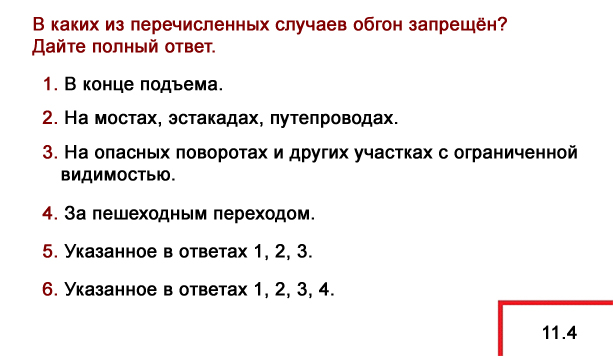 В каких из перечисленных случаев обгон запрещён?
Дайте полный ответ.
1. В конце подъема.
2. На мостах, эстакадах, путепроводах.
3. На опасных поворотах и других участках с ограниченной
видимостью.
4. За пешеходным переходом.
5. Указанное в ответах 1, 2, 3.
6. Указанное в ответах 1, 2, 3, 4.
11.4